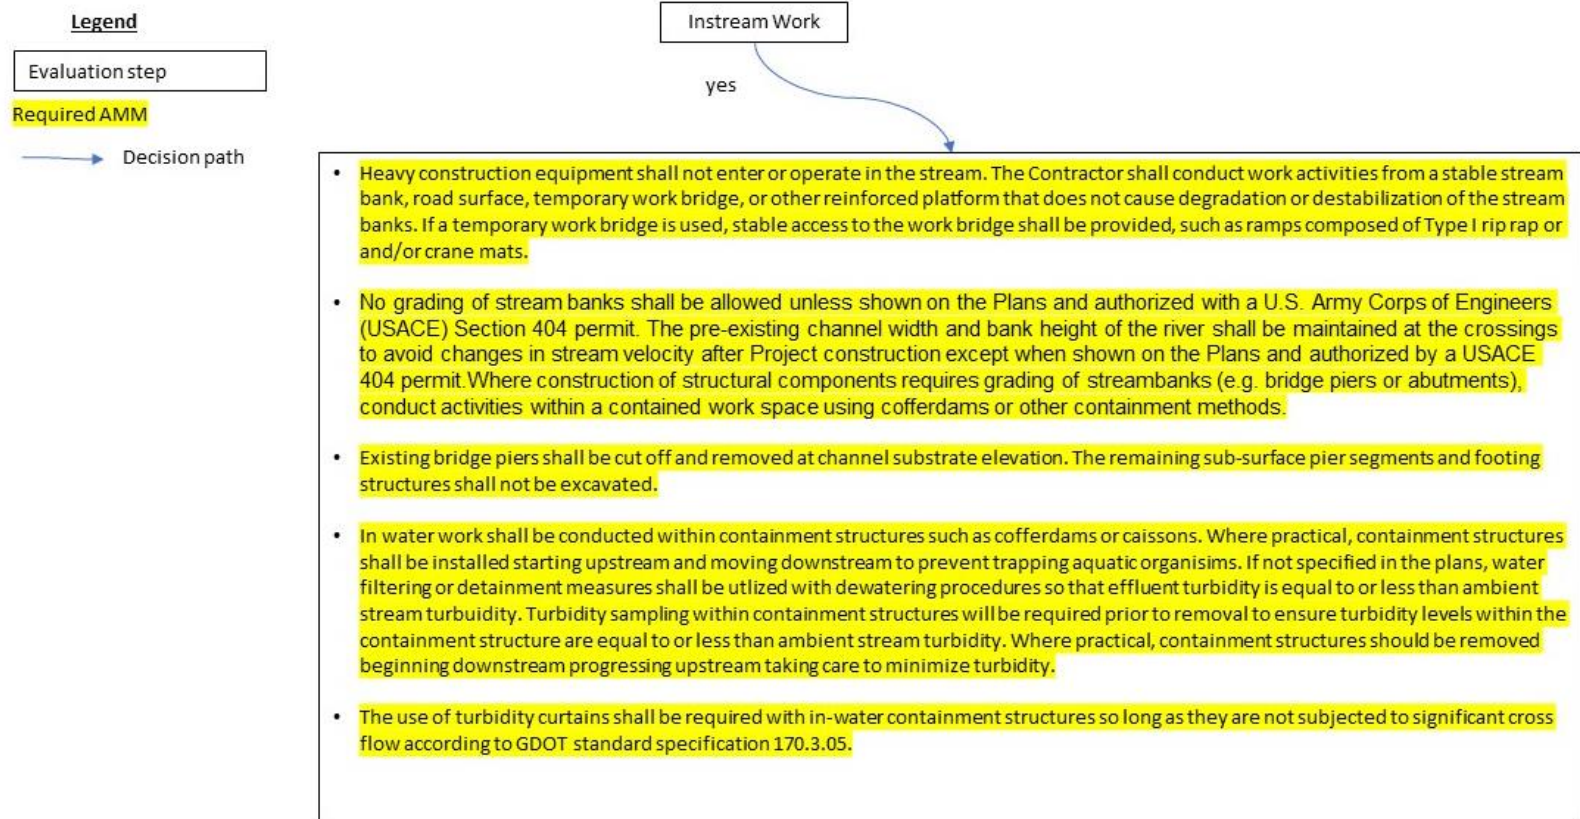 Legend
Instream Work
Evaluation step
yes
Required AMM
Decision path
• Heavy construction equipment shall not enter or operate in the stream. The Contractor shall conduct work activities from a stable stream
bank, road surface, temporary work bridge, or other reinforced platform that does not cause degradation or destabilization of the stream
banks. If a temporary work bridge is used, stable access to the work bridge shall be provided, such as ramps composed of Type I rip rap or
and/or crane mats.
• No grading of stream banks shall be allowed unless shown on the Plans and authorized with a U.S. Army Corps of Engineers
(USACE) Section 404 permit. The pre-existing channel width and bank height of the river shall be maintained at the crossings
to avoid changes in stream velocity after Project construction except when shown on the Plans and authorized by a USACE
404 permit.Where construction of structural components requires grading of streambanks (e.g. bridge piers or abutments),
conduct activities within a contained work space using cofferdams or other containment methods.
• Existing bridge piers shall be cut off and removed at channel substrate elevation. The remaining sub-surface pier segments and footing
structures shall not be excavated.
• In water work shall be conducted within containment structures such as cofferdams or caissons. Where practical, containment structures
shall be installed starting upstream and moving downstream to prevent trapping aquatic organisims. If not specified in the plans, water
filtering or detainment measures shall be utlized with dewatering procedures so that effluent turbidity is equal to or less than ambient
stream turbuidity. Turbidity sampling within containment structures will be required prior to removal to ensure turbidity levels within the
containment structure are equal to or less than ambient stream turbidity. Where practical, containment structures should be removed
beginning downstream progressing upstream taking care to minimize turbidity.
• The use of turbidity curtains shall be required with in-water containment structures so long as they are not subjected to significant cross
flow according to GDOT standard specification 170.3.05.